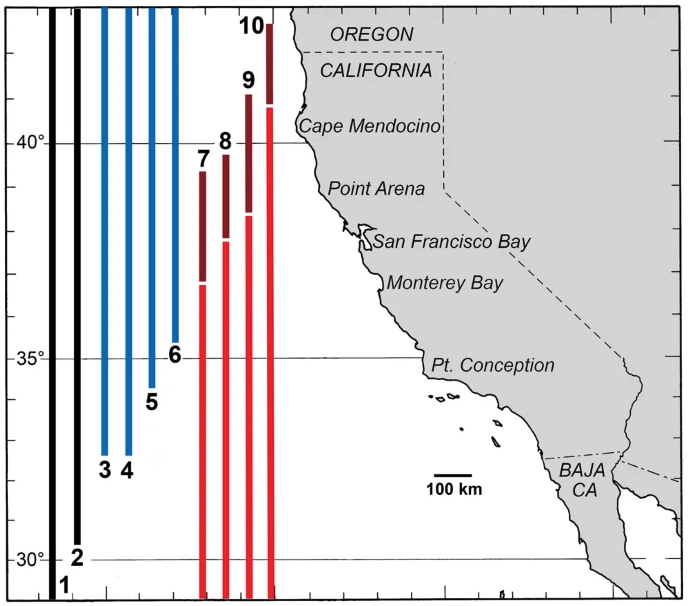 10
OREGON
CALIFORNIA
9
40°
Cape Mendocino
8
7
Point Arena
San Francisco Bay
Monterey Bay
6
35°
Pt. Conception
5
3 4
BAJA
CA
100 km
2
30°
1